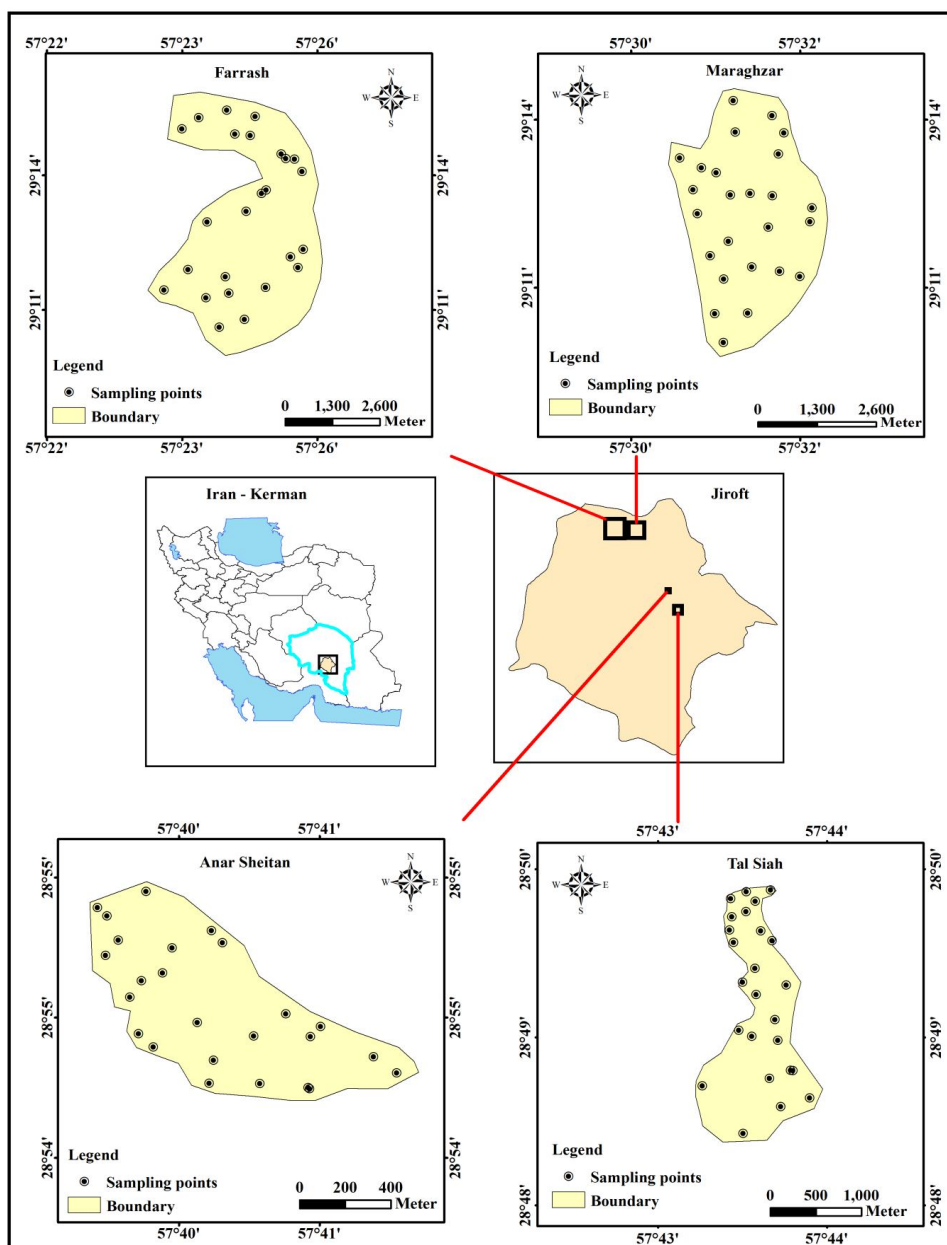 57°22' 57°23' 57°26'
Farrash
N
W E
S
29°14' 29°14'
29°11' 29°11'
Legend
Sampling points
Boundary
0 1,300 2,600
Meter
57°22' 57°23' 57°26'
57°30' 57°32'
Maraghzar
N
W E
S
29°14' 29°14'
29°11' 29°11'
Legend
Sampling points
Boundary
0 1,300 2,600
Meter
57°30' 57°32'
Iran - Kerman
Jiroft
57°40' 57°41'
Anar Sheitan
N
W E
S
28°55' 28°55'
28°55' 28°55'
28°54' 28°54'
Legend
Sampling points
Boundary
0 200 400
Meter
57°40' 57°41'
57°43' 57°44'
Tal Siah
N
W E
S
28°50' 28°50'
28°49' 28°49'
28°48' 28°48'
Legend
Sampling points
Boundary
0 500 1,000
Meter
57°43' 57°44'